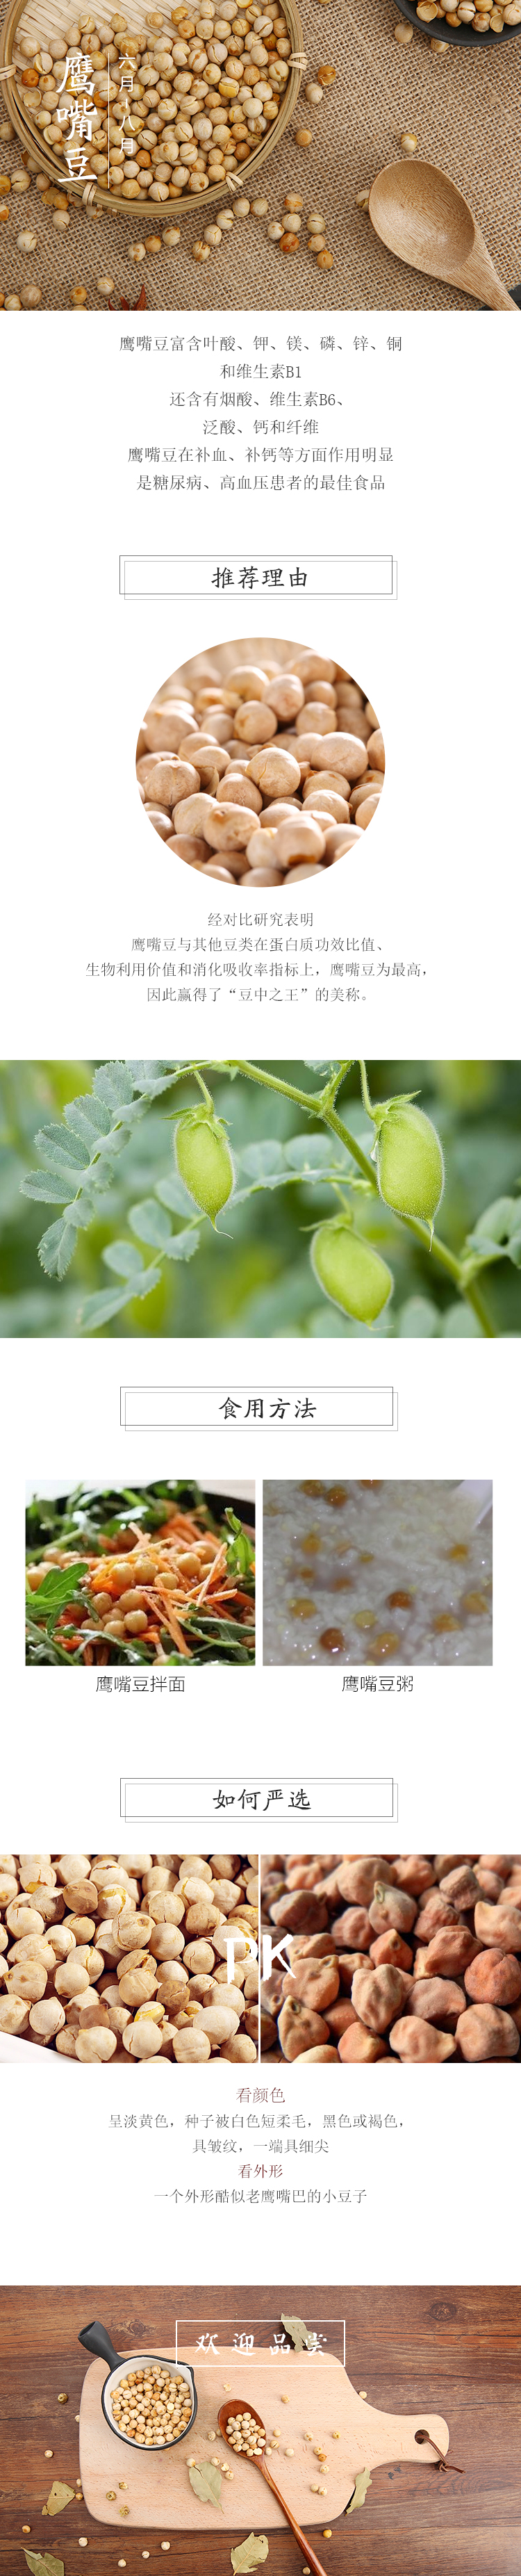 鹰嘴豆
六月-八月
鹰嘴豆富含叶酸、钾、镁、磷、锌、铜
和维生素B1
还含有烟酸、维生素B6、
泛酸、钙和纤维
鹰嘴豆在补血、补钙等方面作用明显
是糖尿病、高血压患者的最佳食品
推荐理由
经对比研究表明
鹰嘴豆与其他豆类在蛋白质功效比值、
生物利用价值和消化吸收率指标上，鹰嘴豆为最高，
因此赢得了“豆中之王”的美称。
食用方法
鹰嘴豆拌面
鹰嘴豆粥
如何严选
PK
看颜色
呈淡黄色，种子被白色短柔毛，黑色或褐色，
具皱纹，一端具细尖
看外形
一个外形酷似老鹰嘴巴的小豆子
欢迎品尝